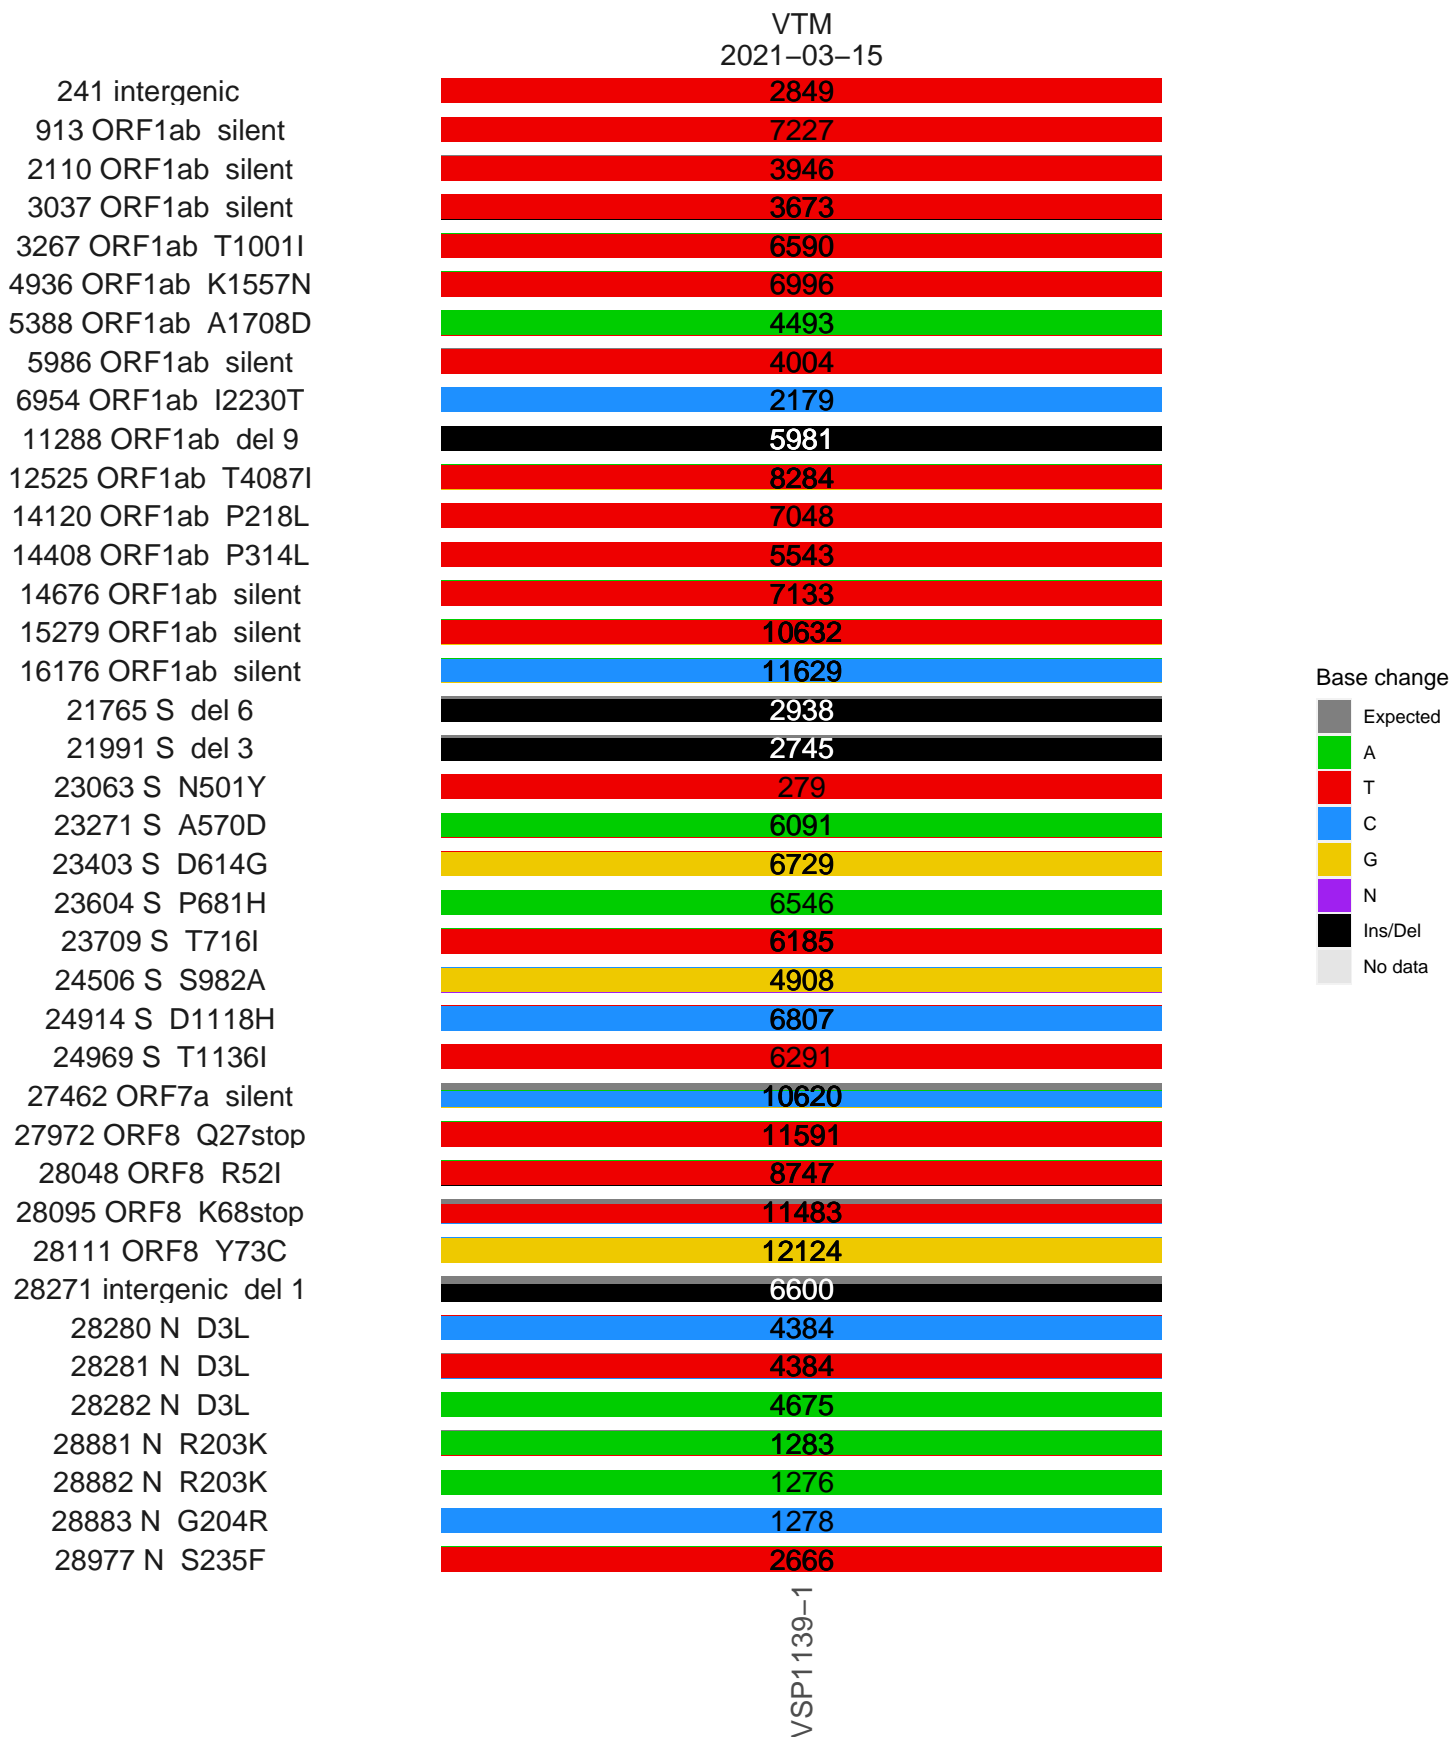 VTM
2021−03−15
241 intergenic 2849
913 ORF1ab silent 7227
2110 ORF1ab silent 3946
3037 ORF1ab silent 3673
3267 ORF1ab T1001I 6590
4936 ORF1ab K1557N 6996
5388 ORF1ab A1708D 4493
5986 ORF1ab silent 4004
6954 ORF1ab I2230T 2179
11288 ORF1ab del 9 5981
12525 ORF1ab T4087I 8284
14120 ORF1ab P218L 7048
14408 ORF1ab P314L 5543
14676 ORF1ab silent 7133
15279 ORF1ab silent 10632
16176 ORF1ab silent 11629
21765 S del 6 2938
21991 S del 3 2745
23063 S N501Y 279
23271 S A570D 6091
23403 S D614G 6729
23604 S P681H 6546
23709 S T716I 6185
24506 S S982A 4908
24914 S D1118H 6807
24969 S T1136I 6291
27462 ORF7a silent 10620
27972 ORF8 Q27stop 11591
28048 ORF8 R52I 8747
28095 ORF8 K68stop 11483
28111 ORF8 Y73C 12124
28271 intergenic del 1 6600
28280 N D3L 4384
28281 N D3L 4384
28282 N D3L 4675
28881 N R203K 1283
28882 N R203K 1276
28883 N G204R 1278
28977 N S235F 2666
VSP1139−1
Base change
Expected
A
T
C
G
N
Ins/Del
No data